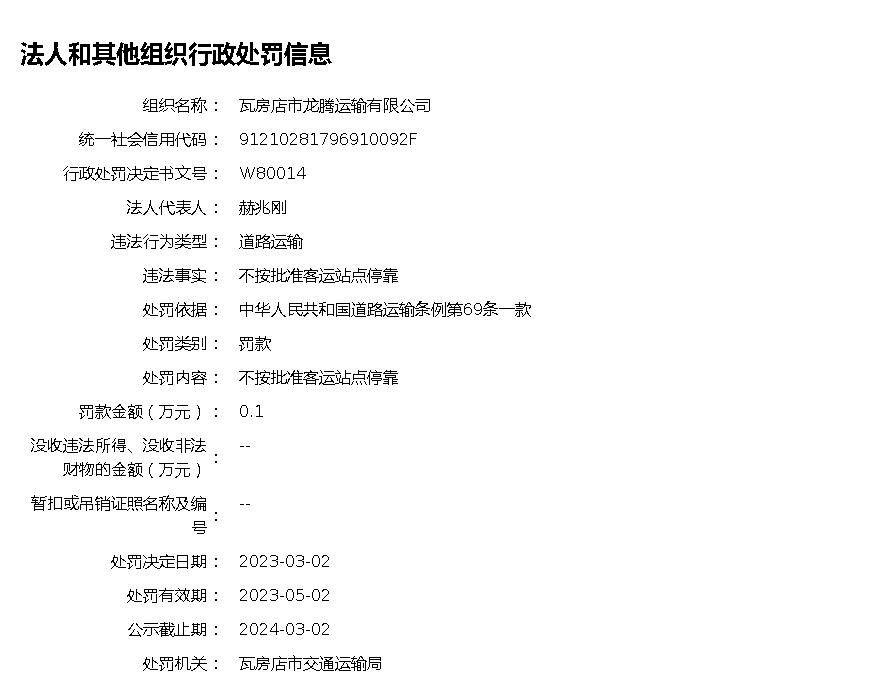 法人和其他组织行政处罚信息
组织名称： 瓦房店市龙腾运输有限公司
统一社会信用代码： 91210281796910092F
行政处罚决定书文号： W80014
法人代表人： 赫兆刚
违法行为类型： 道路运输
违法事实： 不按批准客运站点停靠
处罚依据： 中华人民共和国道路运输条例第69条一款
处罚类别： 罚款
处罚内容： 不按批准客运站点停靠
罚款金额（万元）： 0.1
没收违法所得、没收非法
财物的金额（万元）： --
暂扣或吊销证照名称及编
号： --
处罚决定日期： 2023-03-02
处罚有效期： 2023-05-02
公示截止期： 2024-03-02
处罚机关： 瓦房店市交通运输局